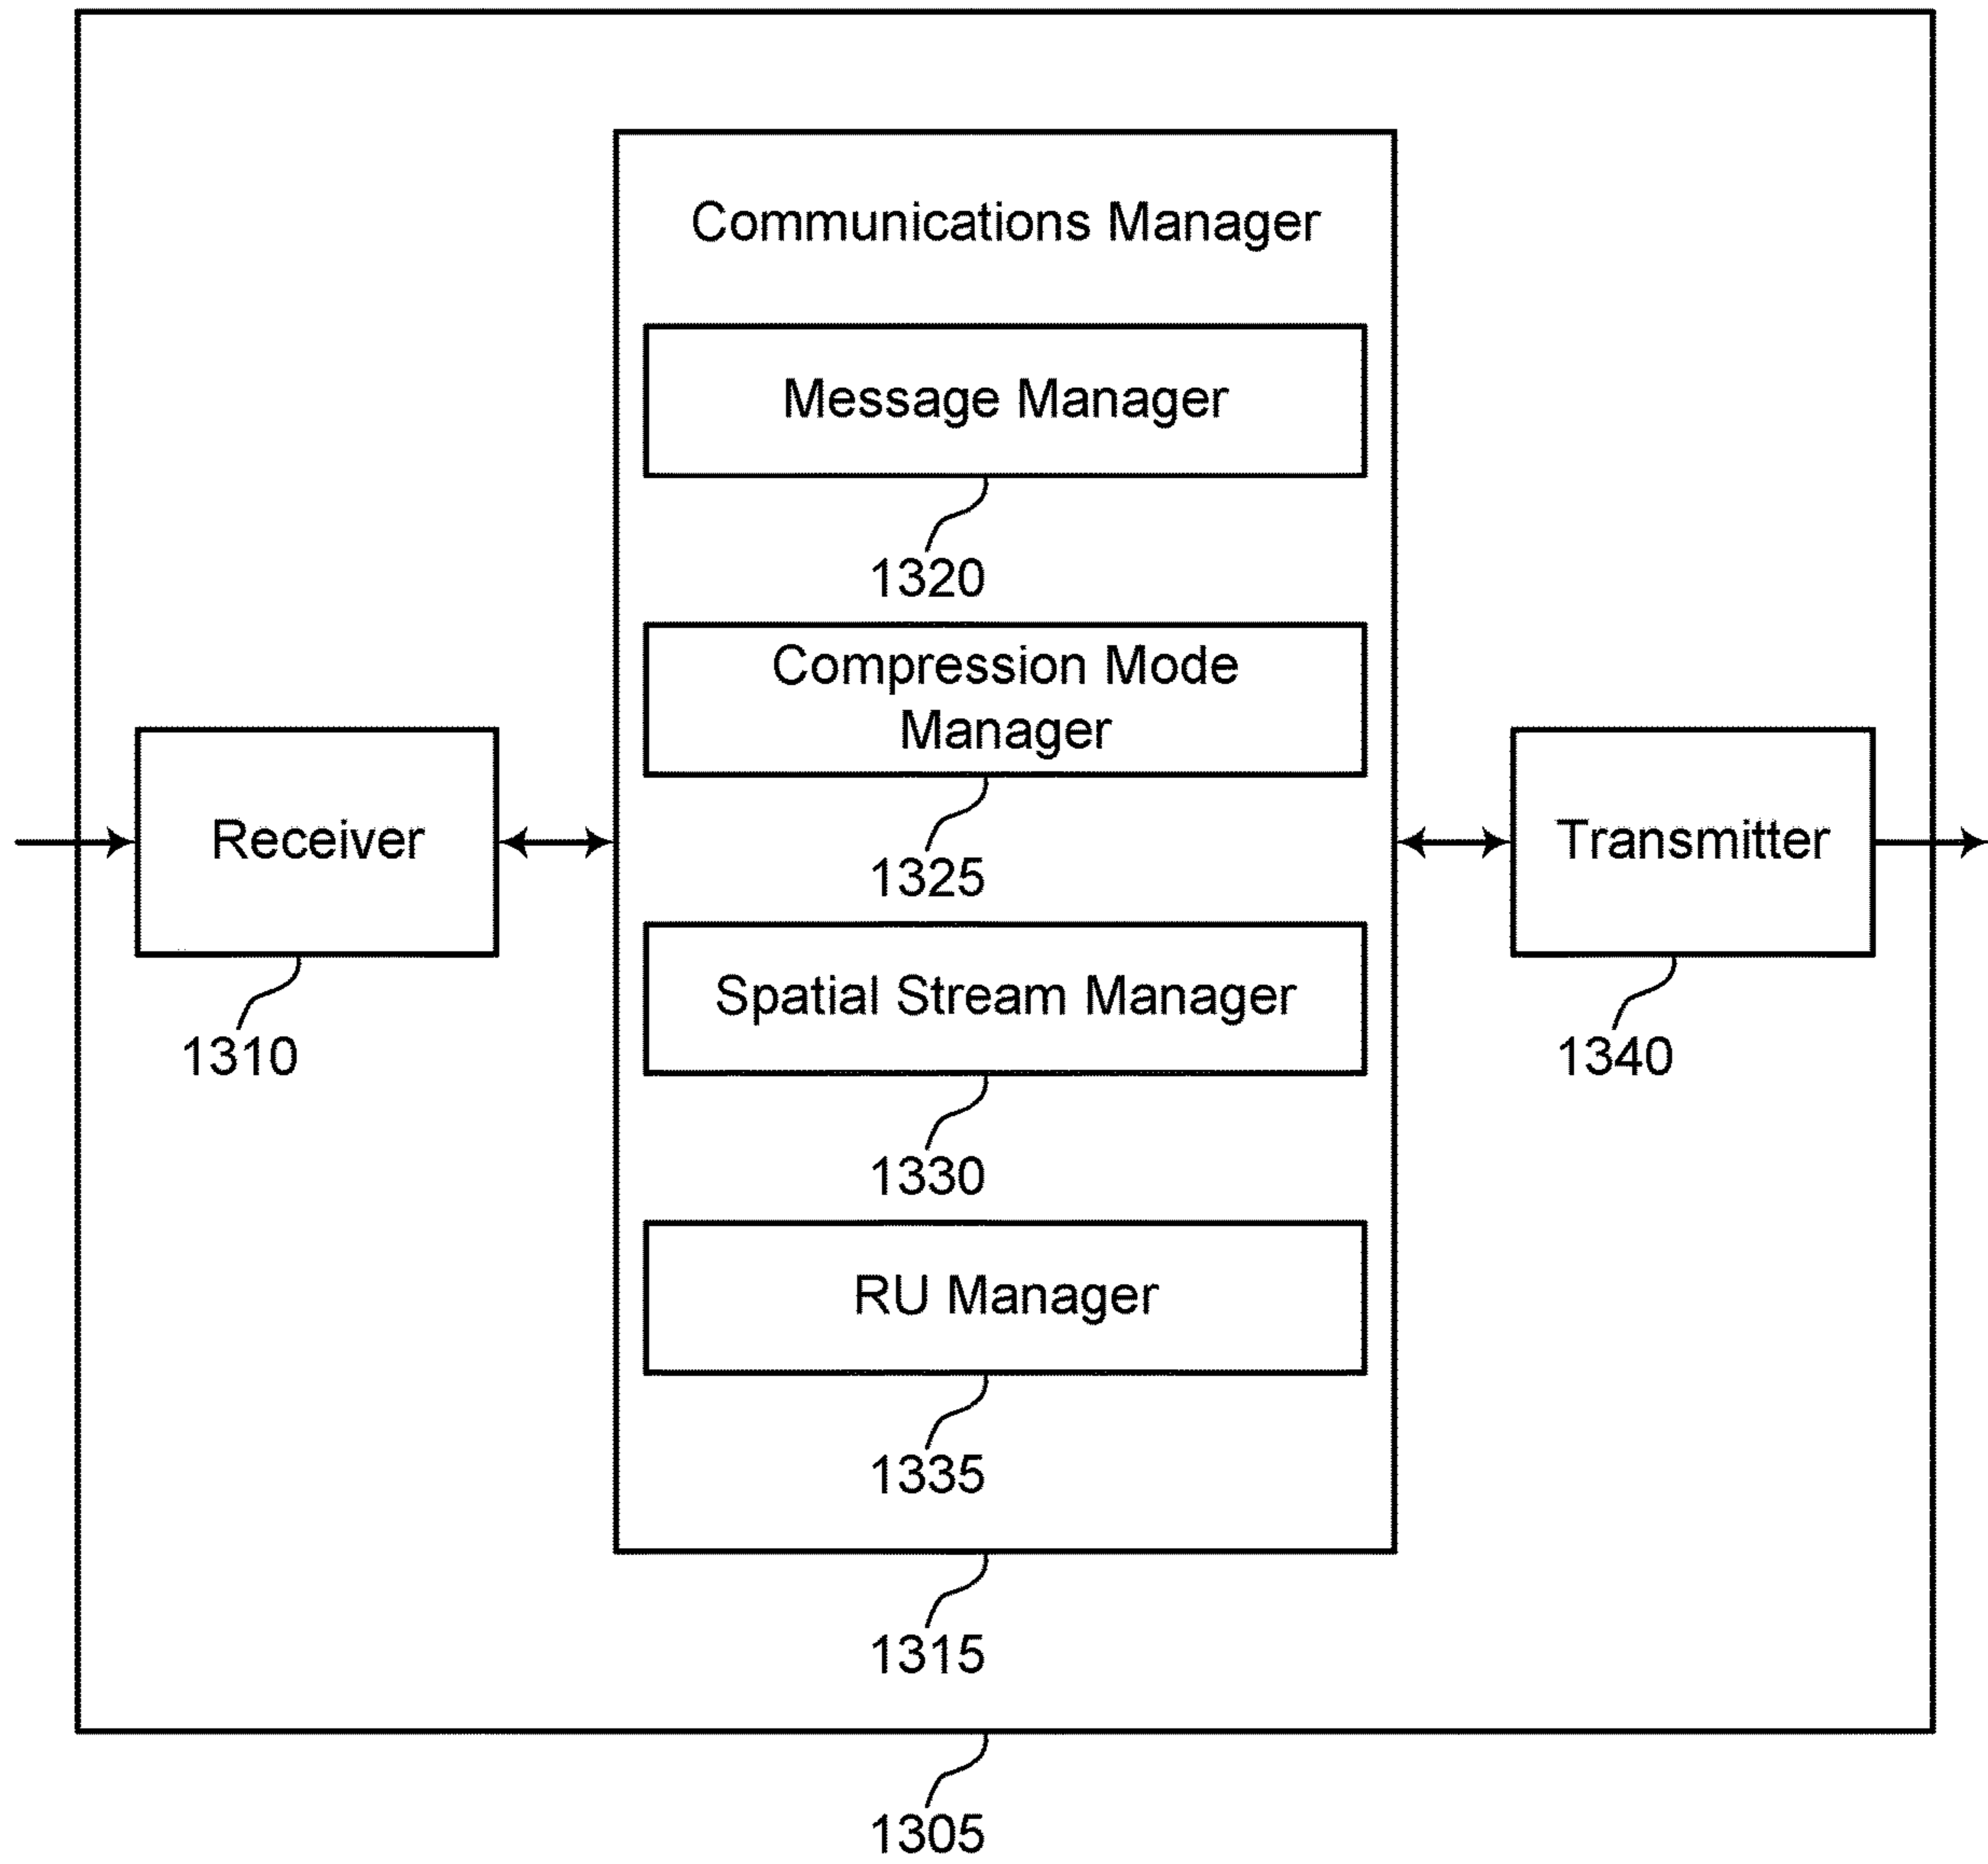 Communications Manager
Message Manager
1320
Compression Mode
Manager
1325
Receiver
1310
Transmitter
1340
Spatial Stream Manager
1330
RU Manager
1335
1315
1305